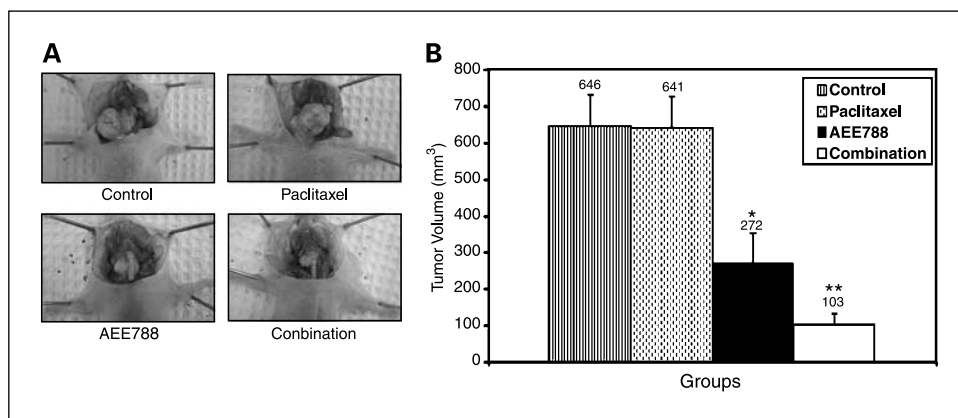 A
Control
Paclitaxel
AEE788
Conbination
B
Tumor Volume (mm³)
800
700
600
500
400
300
200
100
0
646
641
*
272
**
103
Control
Paclitaxel
AEE788
Combination
Groups